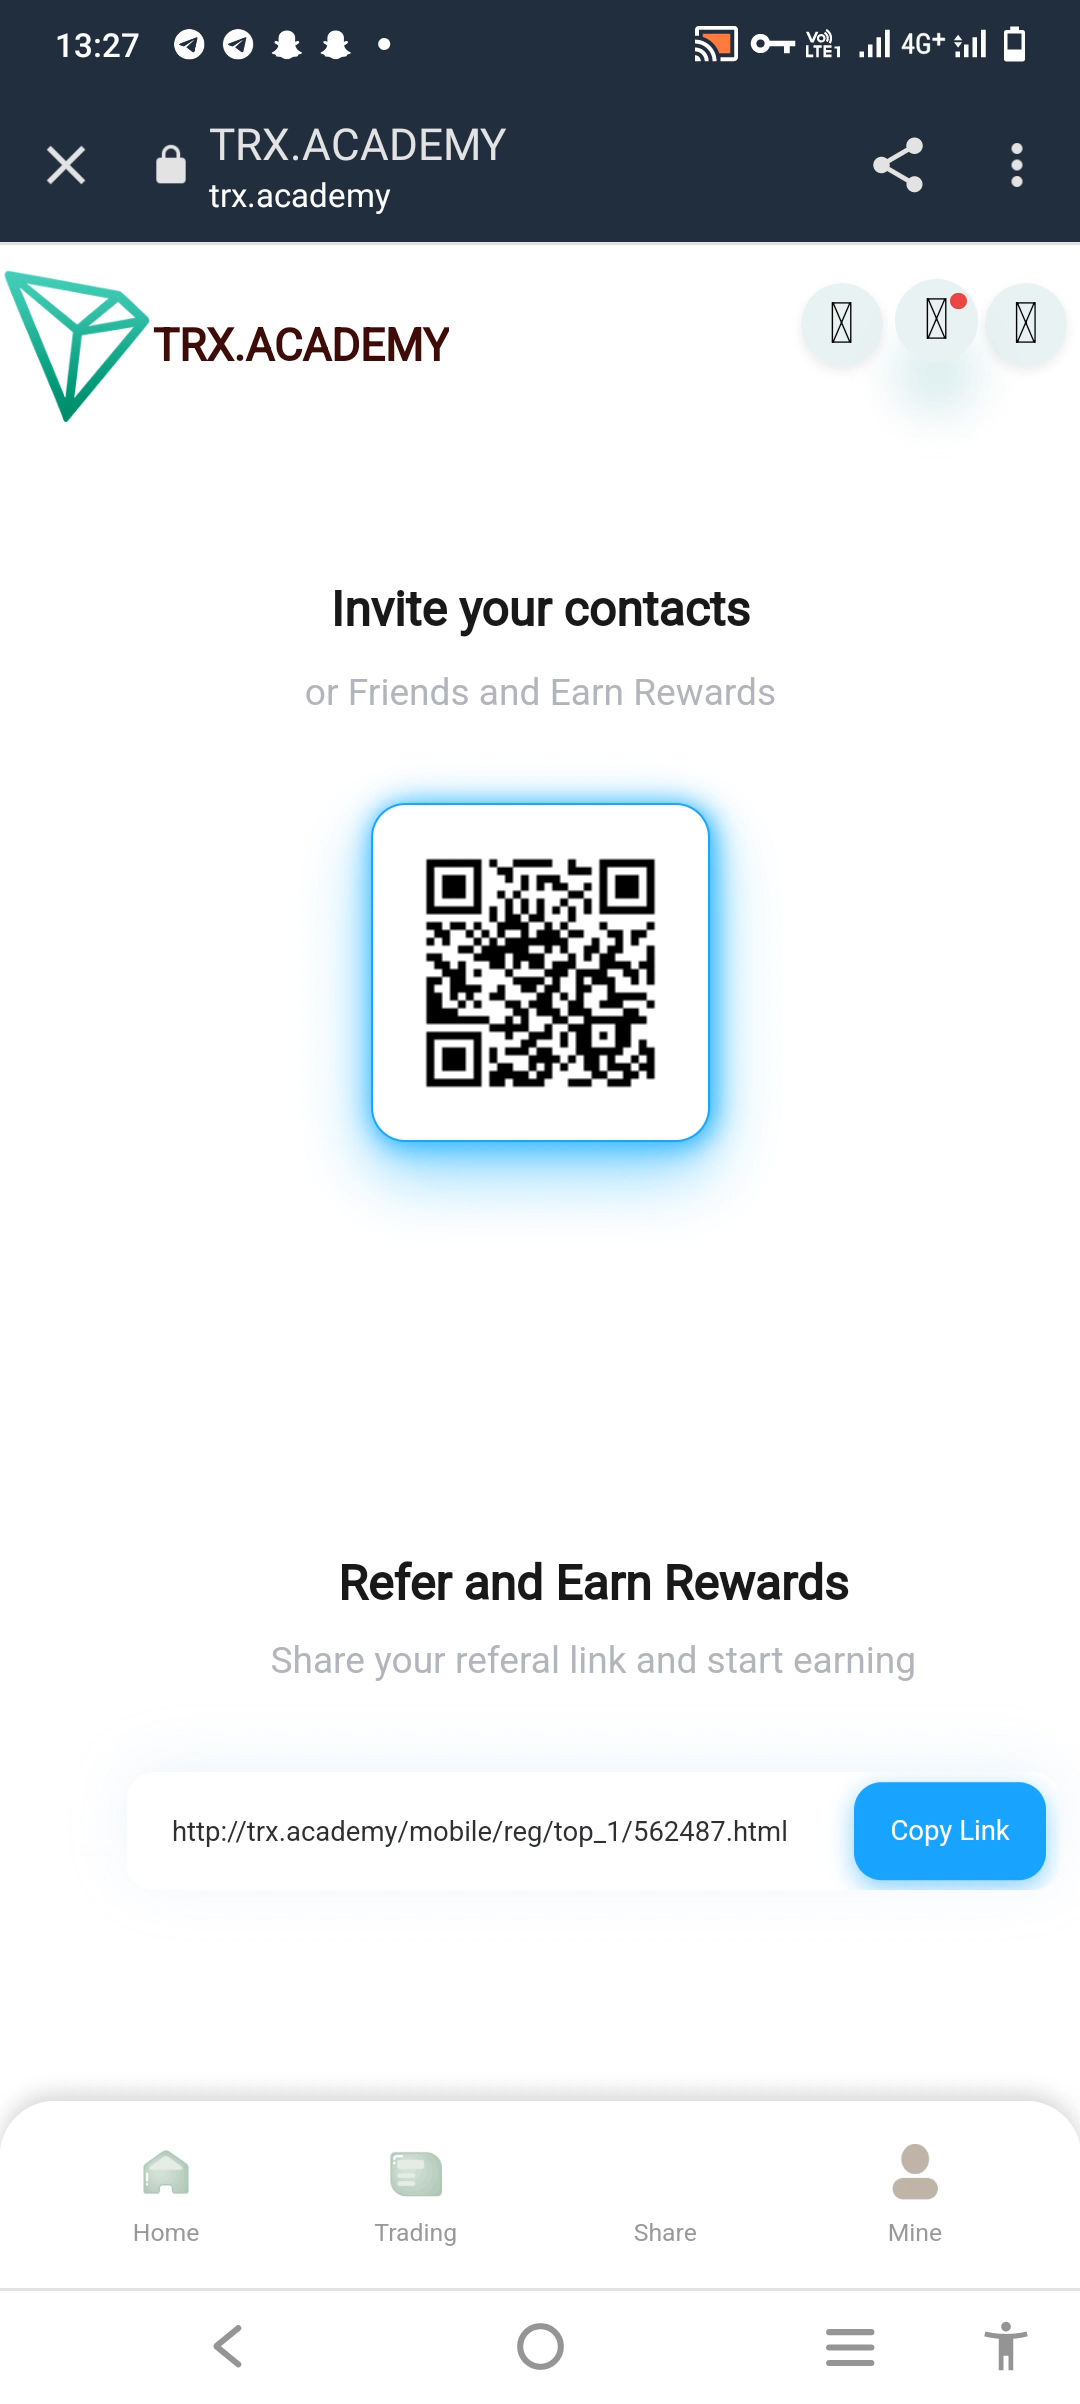 13:27
Vo)) LTE1
4G+
TRX.ACADEMY
trx.academy
TRX.ACADEMY
Invite your contacts
or Friends and Earn Rewards
Refer and Earn Rewards
Share your referal link and start earning
http://trx.academy/mobile/reg/top_1/562487.html
Copy Link
Home
Trading
Share
Mine